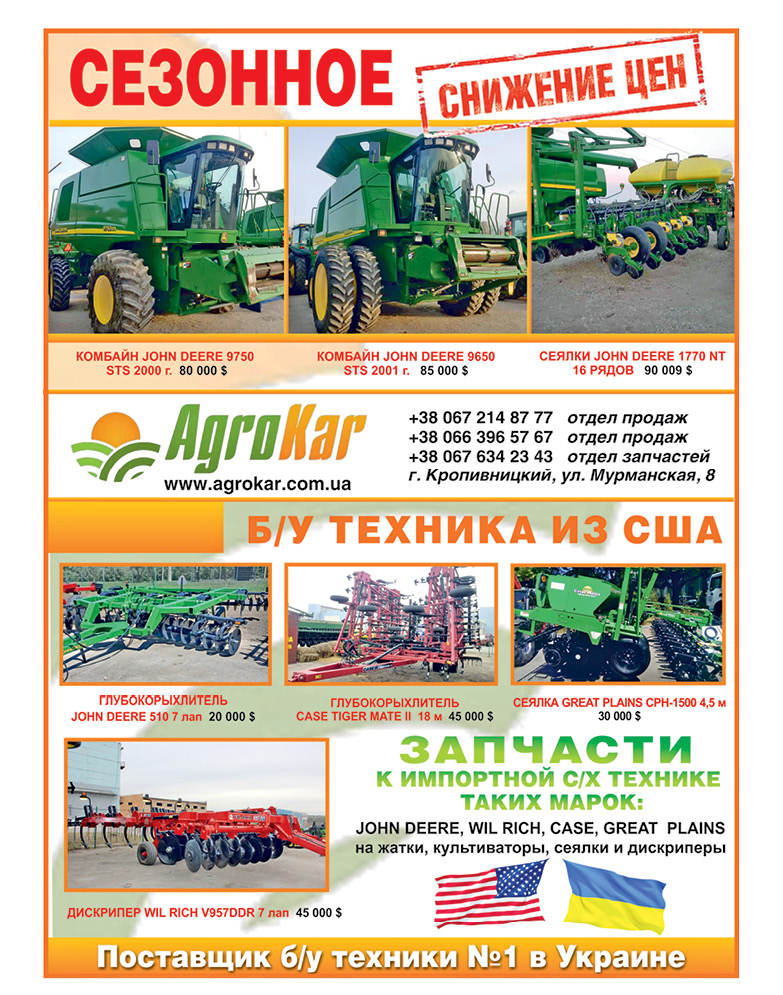 СЕЗОННОЕ
СНИЖЕНИЕ ЦЕН
КОМБАЙН JOHN DEERE 9750
STS 2000 г. 80 000 $
КОМБАЙН JOHN DEERE 9650
STS 2001 г. 85 000 $
СЕЯЛКИ JOHN DEERE 1770 NT
16 РЯДОВ 90 009 $
AgroKar
www.agrokar.com.ua
+38 067 214 87 77 отдел продаж
+38 066 396 57 67 отдел продаж
+38 067 634 23 43 отдел запчастей
г. Кропивницкий, ул. Мурманская, 8
Б/У ТЕХНИКА ИЗ США
ГЛУБОКОРЫХЛИТЕЛЬ
JOHN DEERE 510 7 лап 20 000 $
ГЛУБОКОРЫХЛИТЕЛЬ
CASE TIGER MATE II 18 м 45 000 $
СЕЯЛКА GREAT PLAINS CPH-1500 4,5 м
30 000 $
ДИСКРИПЕР WIL RICH V957DDR 7 лап 45 000 $
ЗАПЧАСТИ
К ИМПОРТНОЙ С/Х ТЕХНИКЕ
ТАКИХ МАРОК:
JOHN DEERE, WIL RICH, CASE, GREAT PLAINS
на жатки, культиваторы, сеялки и дискриперы
Поставщик б/у техники №1 в Украине